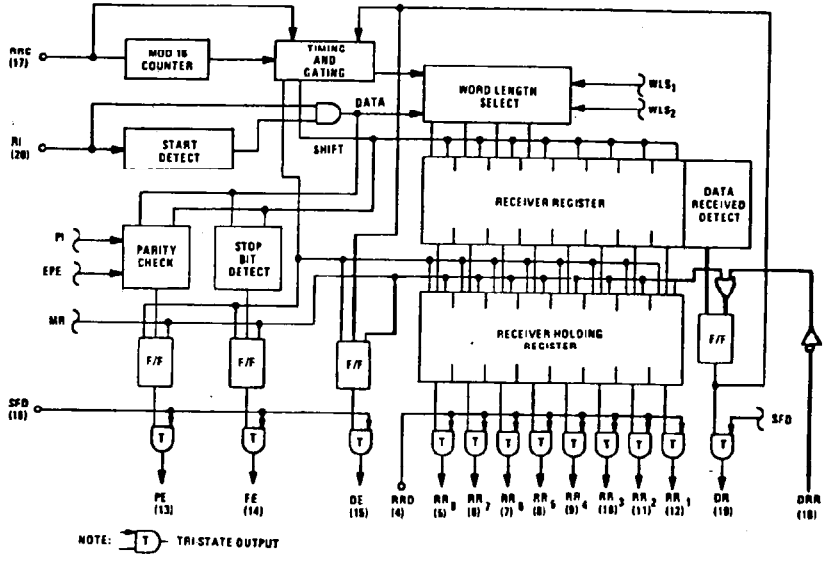 RRC
(17)
MOD 16
COUNTER
TIMING
AND
GATING
WORD LENGTH
SELECT
WLS1
WLS2
RI
(20)
START
DETECT
DATA
SHIFT
RECEIVER REGISTER
DATA
RECEIVED
DETECT
PI
EPE
PARITY
CHECK
STOP
BIT
DETECT
MR
F/F
F/F
F/F
RECEIVER HOLDING
REGISTER
F/F
SFD
(16)
SFD
T
T
T
T
T
T
T
T
T
T
T
T
PE
(13)
FE
(14)
OE
(15)
RRD
(4)
RR8
(5)
RR7
(6)
RR6
(7)
RR5
(8)
RR4
(9)
RR3
(10)
RR2
(11)
RR1
(12)
DR
(19)
DRR
(18)
NOTE: T TRI-STATE OUTPUT